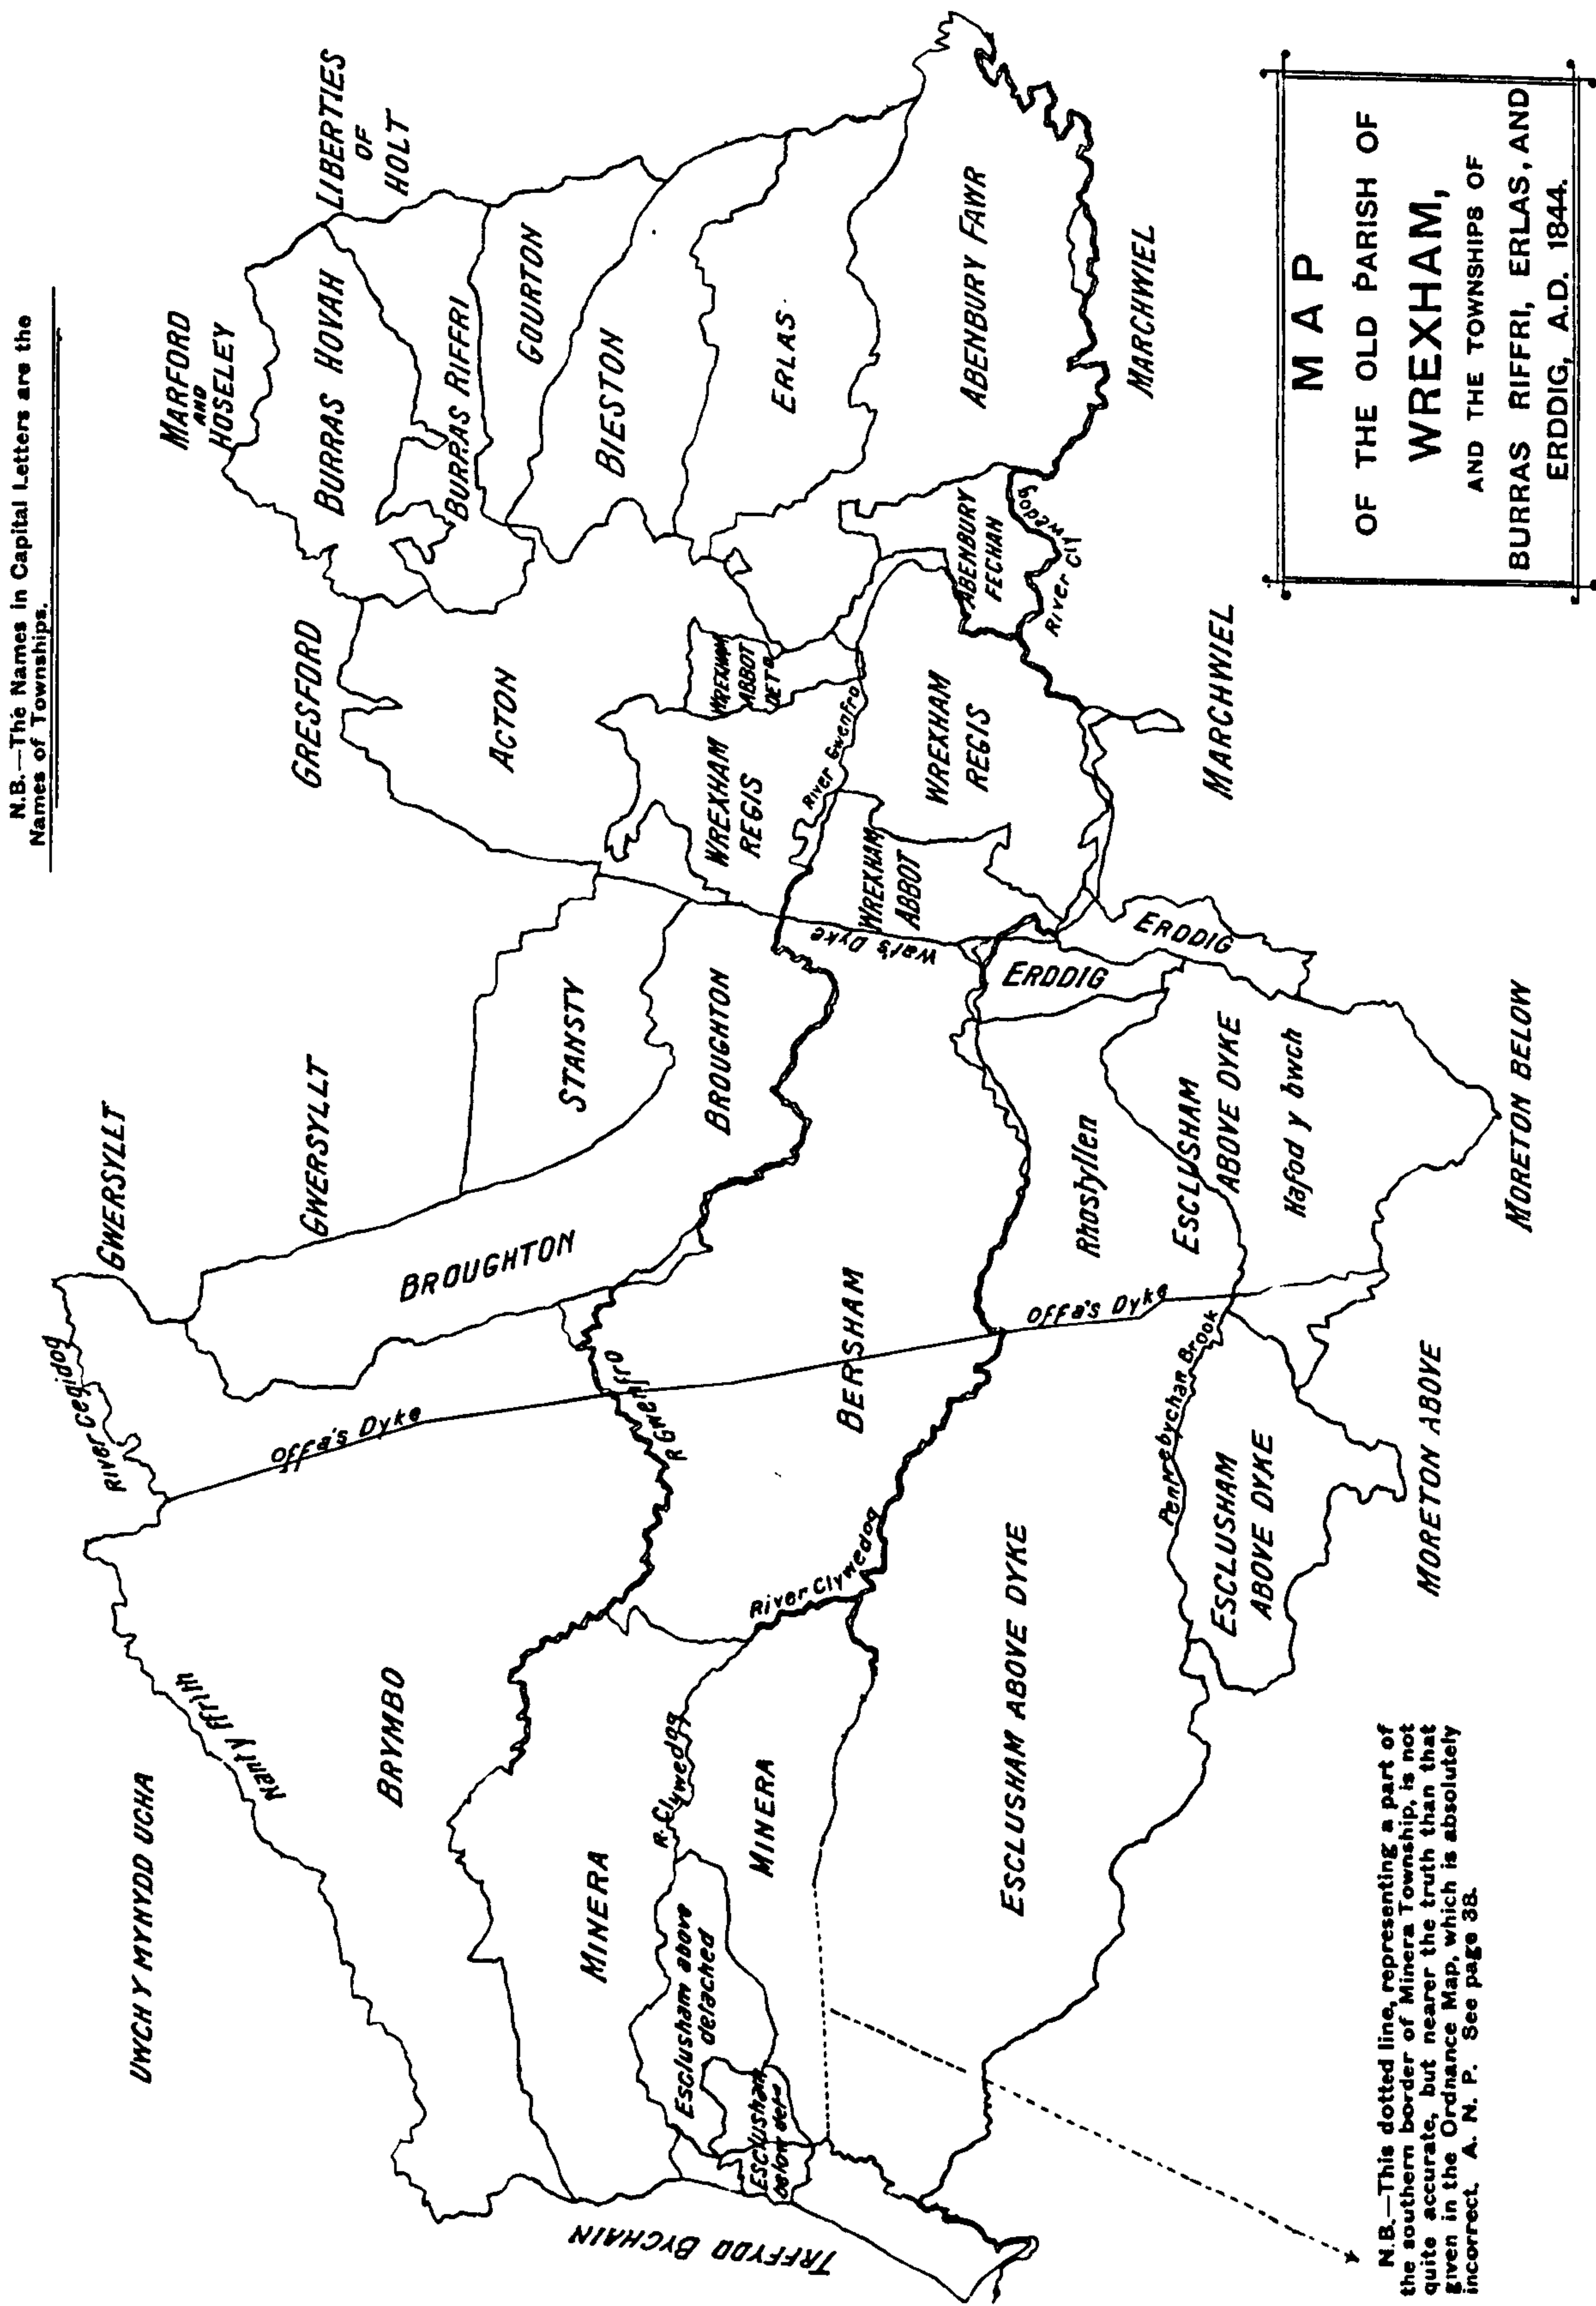 N.B.—The Names in Capital Letters are the
Names of Townships.
MAP
OF THE OLD PARISH OF
WREXHAM,
AND THE TOWNSHIPS OF
BURRAS RIFFRI, ERLAS, AND
ERDDIG, A.D. 1844.
UWCH Y MYNYDD UCHA
Nant y Ffrith
River Cegidog
GWERSYLLT
GWERSYLLT
GRESFORD
MARFORD
AND
HOSELEY
LIBERTIES
OF
HOLT
BURRAS HOVAH
BURRAS RIFFRI
GOURTON
BIESTON
ERLAS
ABENBURY FAWR
ABENBURY
FECHAN
River Clywedog
MARCHWIEL
MARCHWIEL
ACTON
WREXHAM
ABBOT
DETD
WREXHAM
REGIS
River Gwenfro
WREXHAM
REGIS
WREXHAM
ABBOT
Wat's Dyke
STANSTY
BROUGHTON
BROUGHTON
Offa's Dyke
R Gwenfro
BRYMBO
BERSHAM
Offa's Dyke
ERDDIG
ERDDIG
Rhostyllen
ESCLUSHAM
ABOVE DYKE
Hafod y bwch
MORETON BELOW
Pentrebychan Brook
ESCLUSHAM
ABOVE DYKE
MORETON ABOVE
River Clywedog
ESCLUSHAM ABOVE DYKE
MINERA
R. Clywedog
MINERA
Esclusham above
detached
Esclusham
below detd
TRFFYDD BYCHAIN
N.B.—This dotted line, representing a part of
the southern border of Minera Township, is not
quite accurate, but nearer the truth than that
given in the Ordnance Map, which is absolutely
incorrect. A. N. P. See page 38.